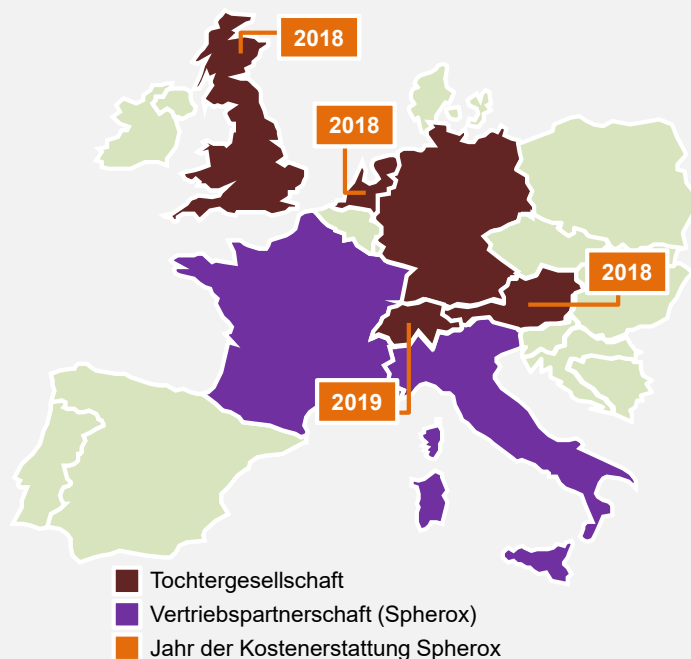 2018
2018
2018
2019
Tochtergesellschaft
Vertriebspartnerschaft (Spherox)
Jahr der Kostenerstattung Spherox